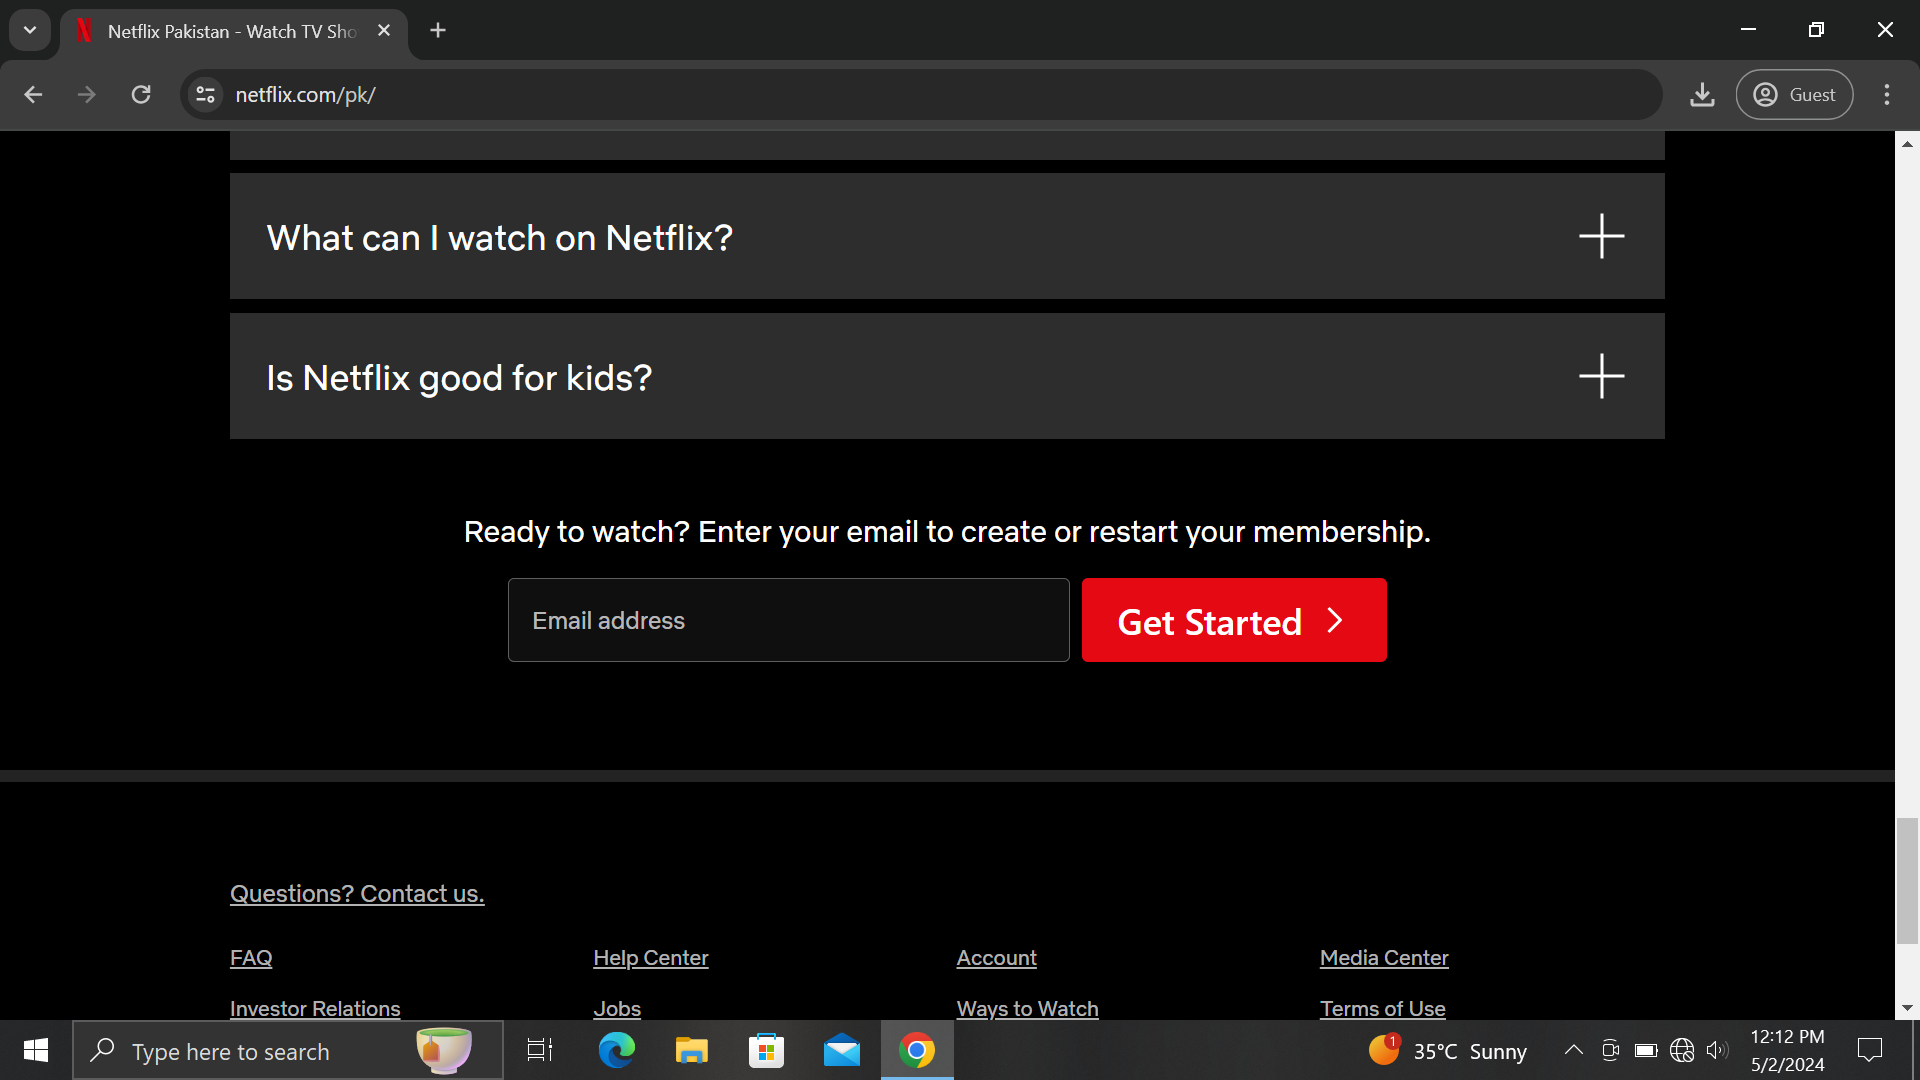 Netflix Pakistan - Watch TV Sho
netflix.com/pk/
Guest
What can I watch on Netflix?
Is Netflix good for kids?
Ready to watch? Enter your email to create or restart your membership.
Email address
Get Started
Questions? Contact us.
FAQ Help Center Account Media Center
Investor Relations Jobs Ways to Watch Terms of Use
Type here to search
1
35°C Sunny
12:12 PM
5/2/2024